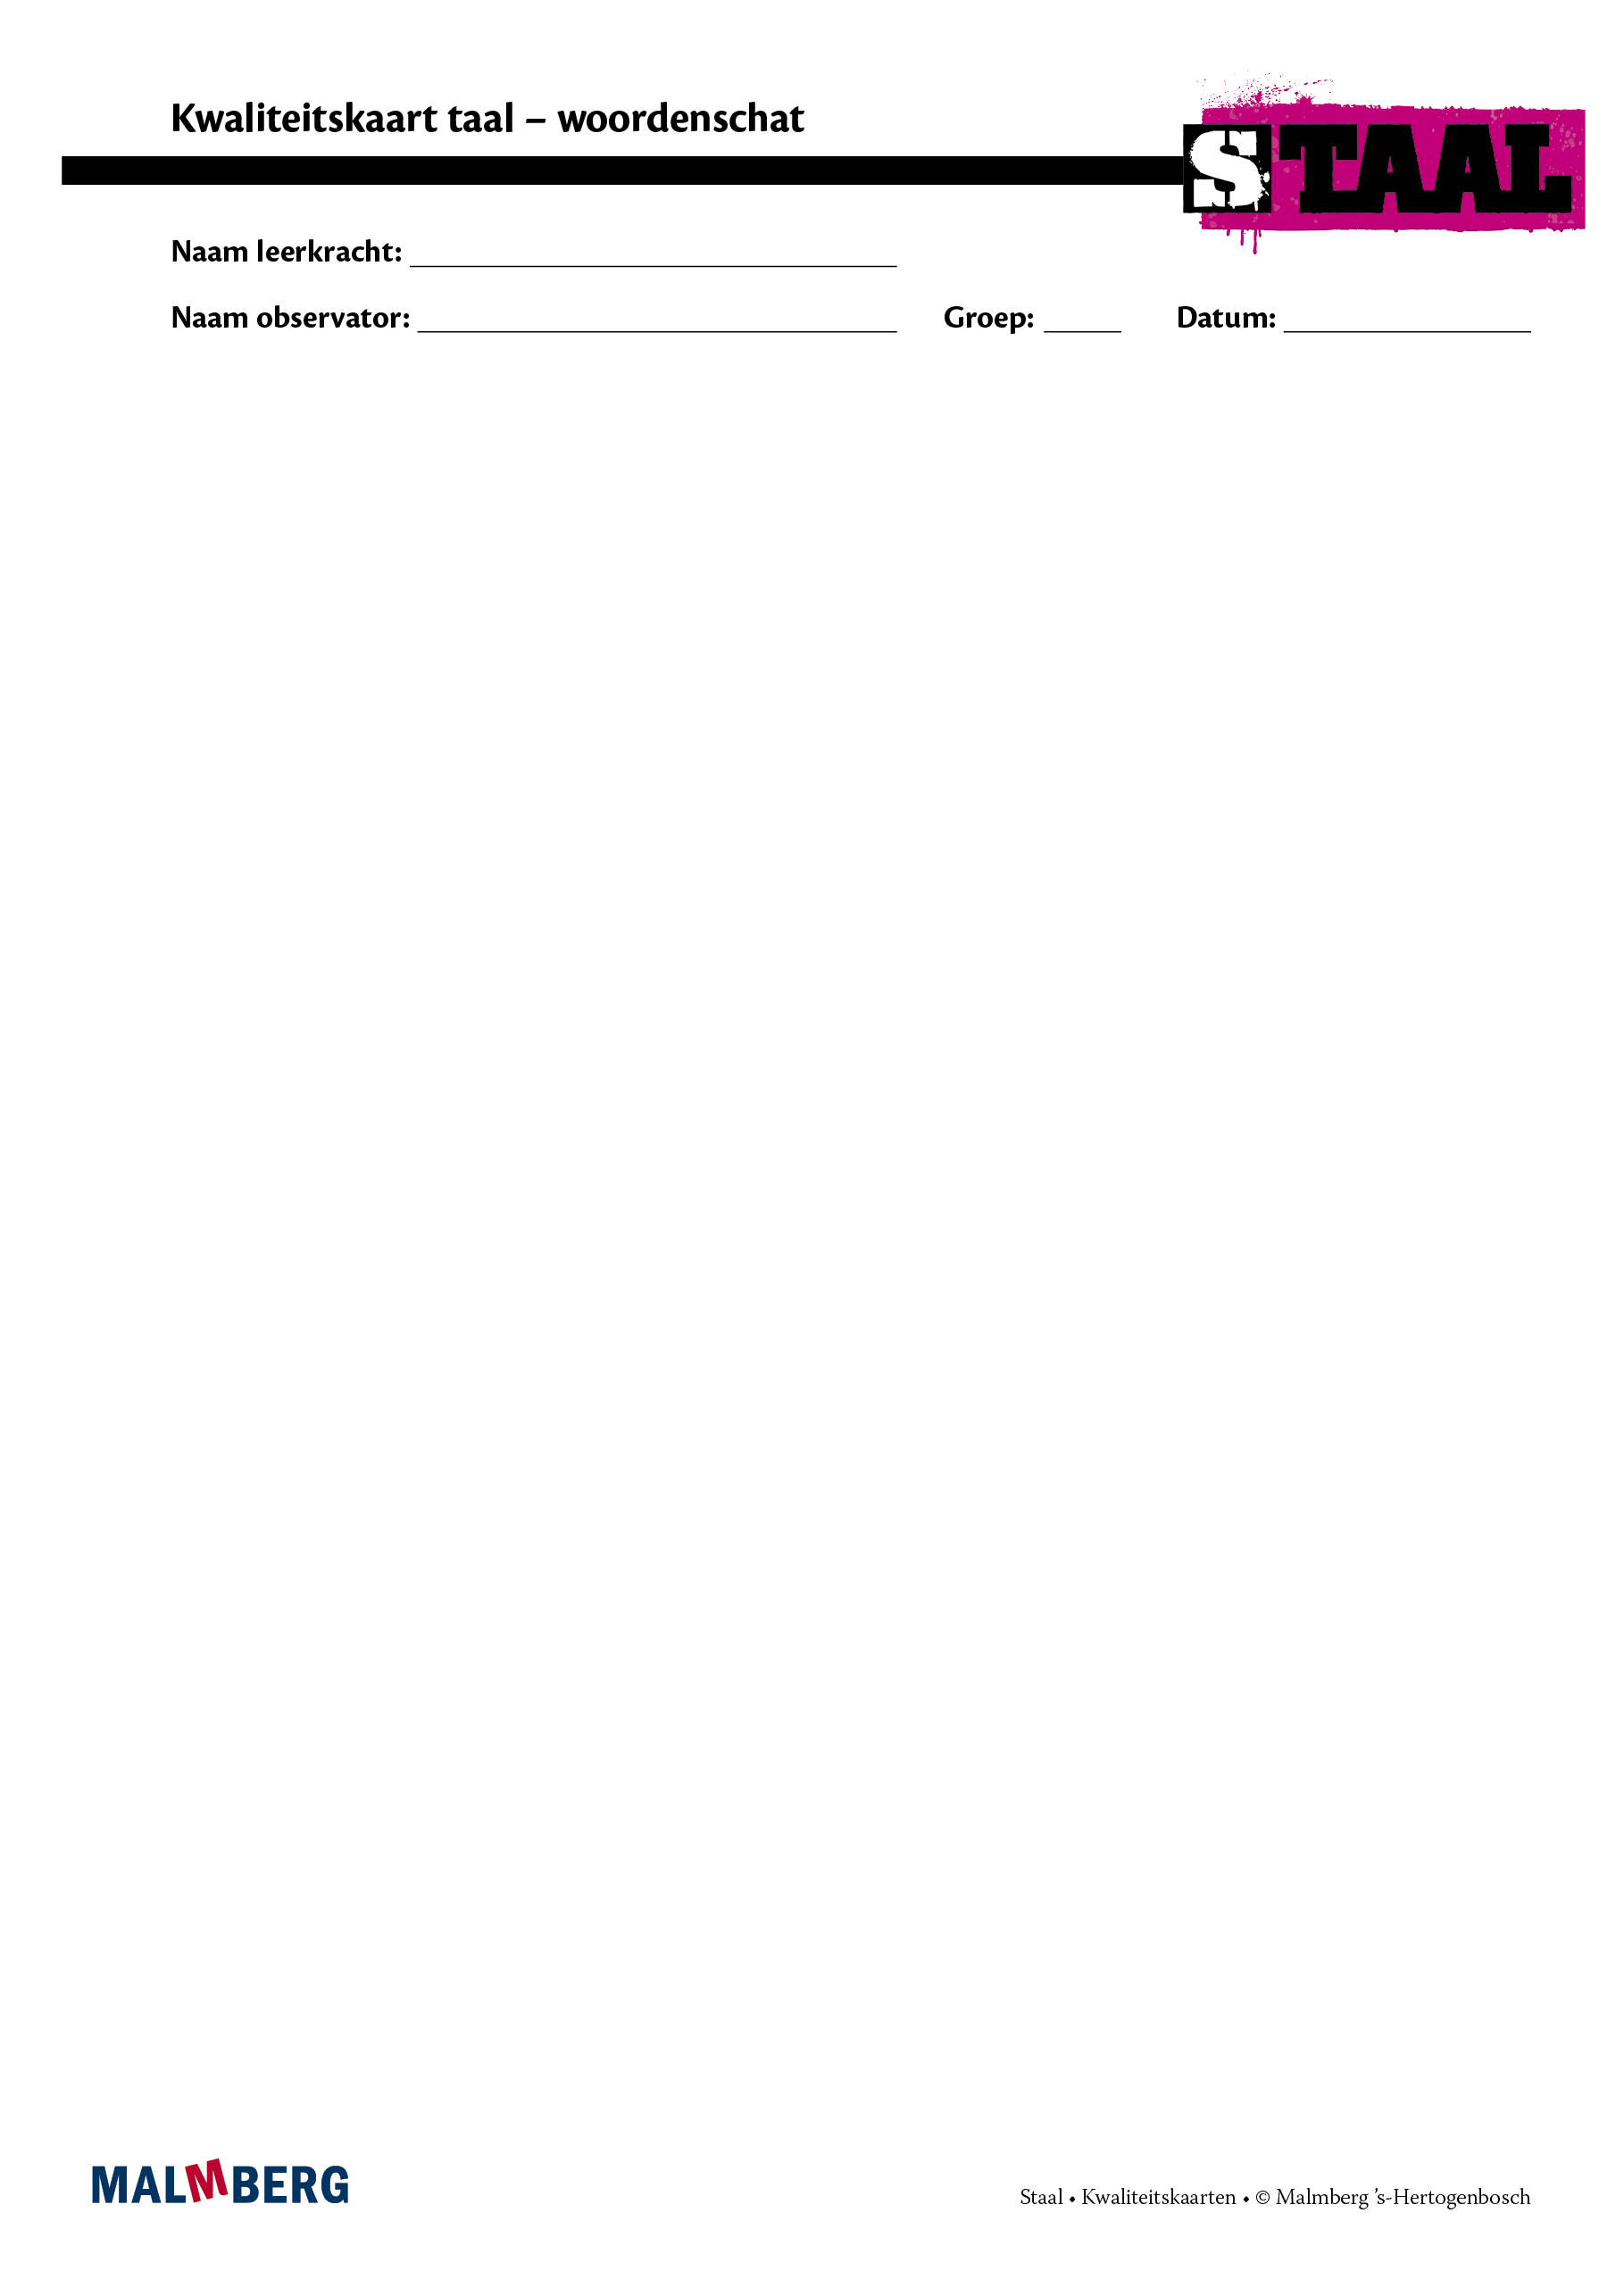 Kwaliteitskaart taal – woordenschat
STAAL
Naam leerkracht:
Naam observator: Groep: Datum:
MALMBERG
Staal • Kwaliteitskaarten • © Malmberg ’s-Hertogenbosch